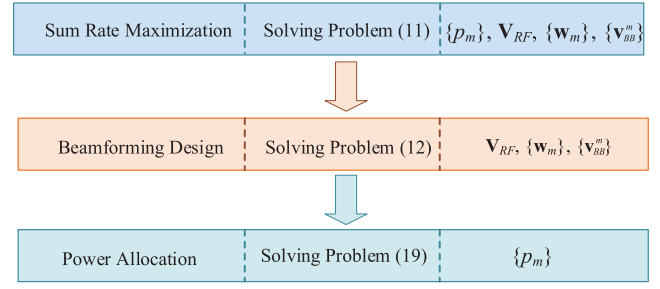 Sum Rate Maximization Solving Problem (11) {p_m}, V_RF, {w_m}, {v_BB^m}
Beamforming Design Solving Problem (12) V_RF, {w_m}, {v_BB^m}
Power Allocation Solving Problem (19) {p_m}